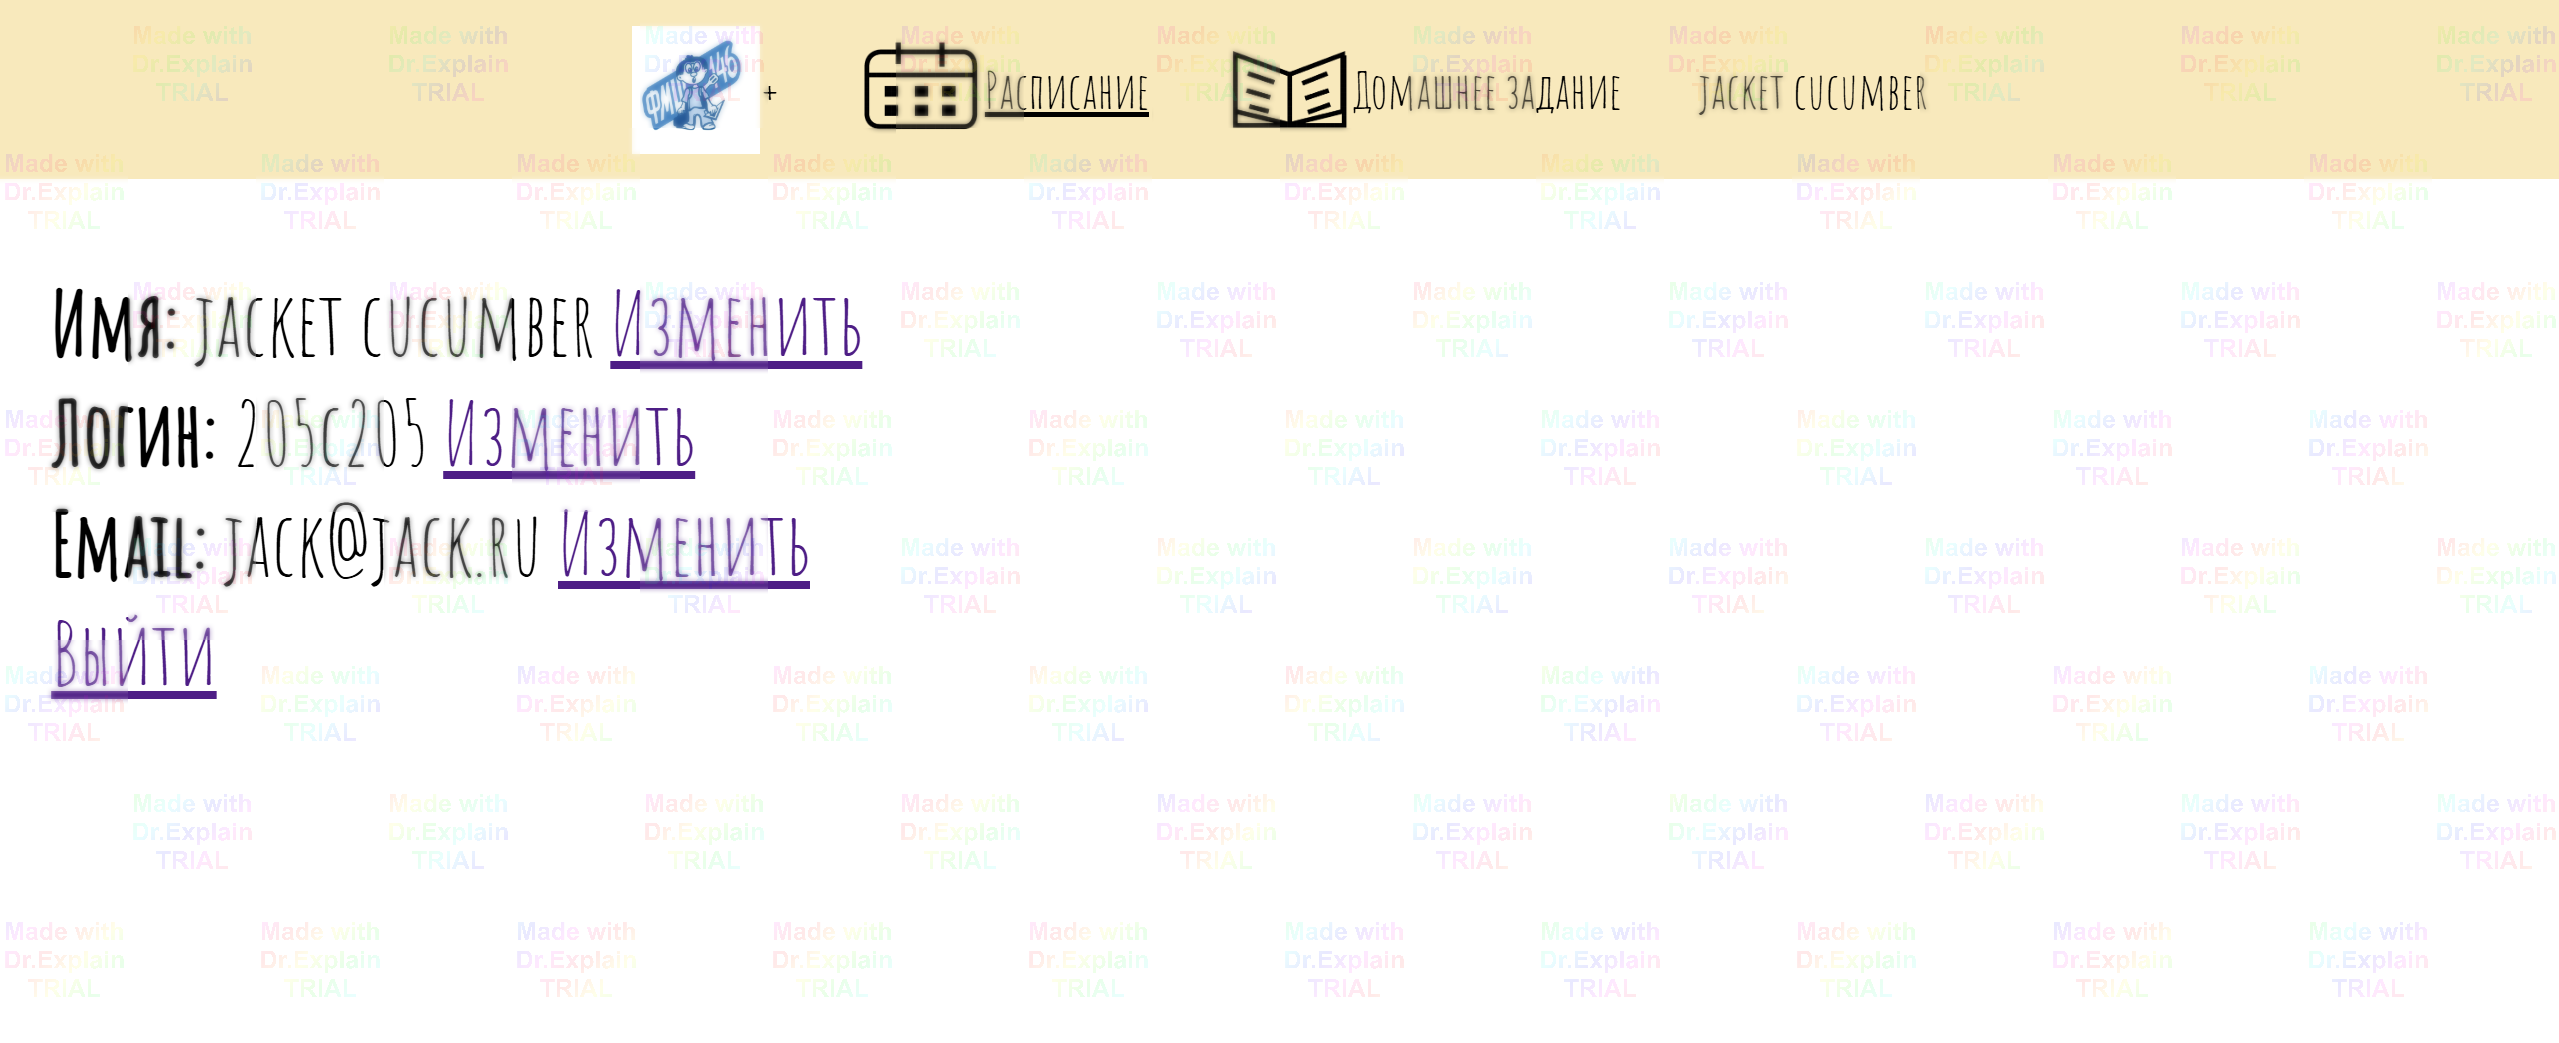 ФМШ 146 + Расписание Домашнее задание jacket cucumber
Имя: jacket cucumber Изменить
Логин: 205c205 Изменить
Email: jack@jack.ru Изменить
Выйти
Made with
Dr.Explain
TRIAL